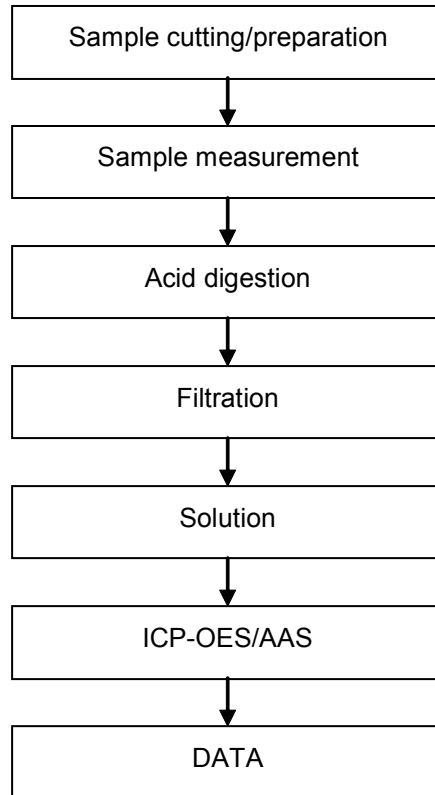 Sample cutting/preparation
Sample measurement
Acid digestion
Filtration
Solution
ICP-OES/AAS
DATA